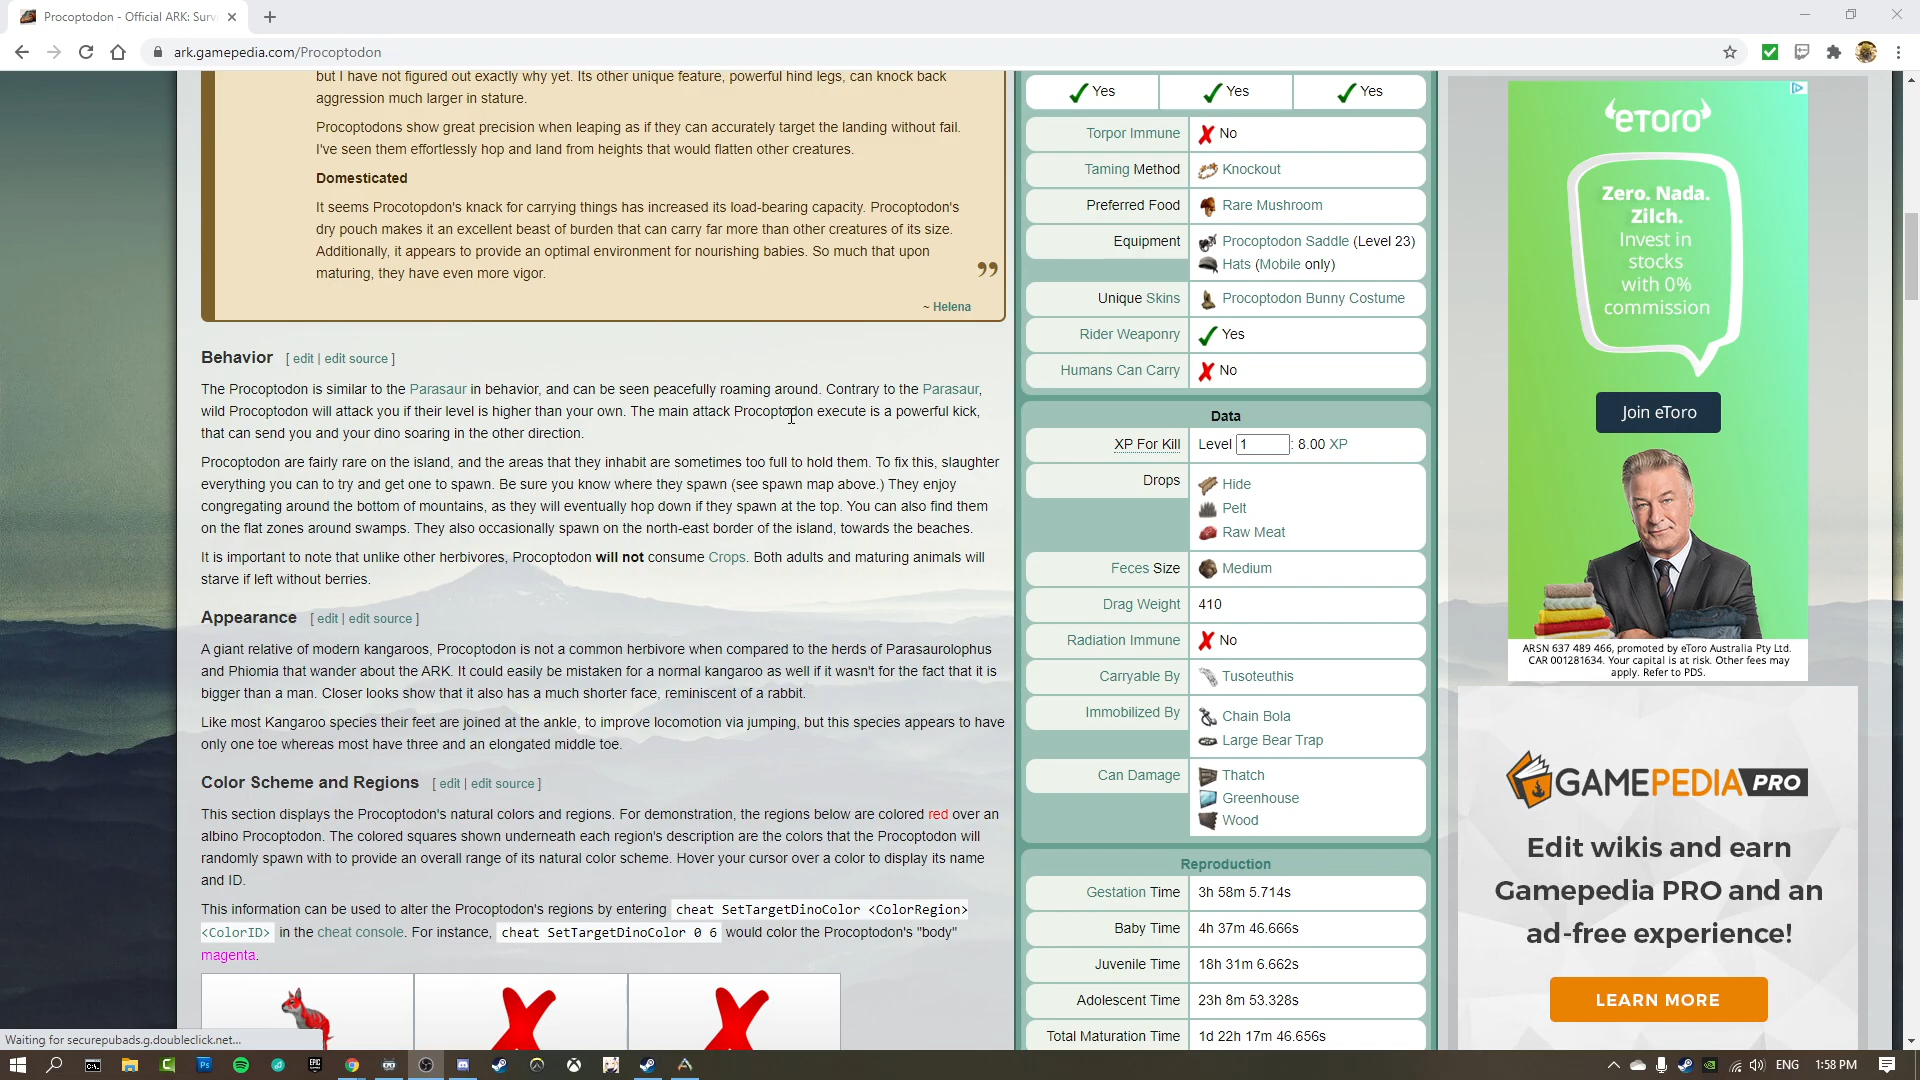 Procoptodon - Official ARK: Surv
ark.gamepedia.com/Procoptodon
but I have not figured out exactly why yet. Its other unique feature, powerful hind legs, can knock back
aggression much larger in stature.
Procoptodons show great precision when leaping as if they can accurately target the landing without fail.
I've seen them effortlessly hop and land from heights that would flatten other creatures.
Domesticated
It seems Procotopdon's knack for carrying things has increased its load-bearing capacity. Procoptodon's
dry pouch makes it an excellent beast of burden that can carry far more than other creatures of its size.
Additionally, it appears to provide an optimal environment for nourishing babies. So much that upon
maturing, they have even more vigor.
”
~ Helena
Behavior [ edit | edit source ]
The Procoptodon is similar to the Parasaur in behavior, and can be seen peacefully roaming around. Contrary to the Parasaur,
wild Procoptodon will attack you if their level is higher than your own. The main attack Procoptodon execute is a powerful kick,
that can send you and your dino soaring in the other direction.
Procoptodon are fairly rare on the island, and the areas that they inhabit are sometimes too full to hold them. To fix this, slaughter
everything you can to try and get one to spawn. Be sure you know where they spawn (see spawn map above.) They enjoy
congregating around the bottom of mountains, as they will eventually hop down if they spawn at the top. You can also find them
on the flat zones around swamps. They also occasionally spawn on the north-east border of the island, towards the beaches.
It is important to note that unlike other herbivores, Procoptodon will not consume Crops. Both adults and maturing animals will
starve if left without berries.
Appearance [ edit | edit source ]
A giant relative of modern kangaroos, Procoptodon is not a common herbivore when compared to the herds of Parasaurolophus
and Phiomia that wander about the ARK. It could easily be mistaken for a normal kangaroo as well if it wasn't for the fact that it is
bigger than a man. Closer looks show that it also has a much shorter face, reminiscent of a rabbit.
Like most Kangaroo species their feet are joined at the ankle, to improve locomotion via jumping, but this species appears to have
only one toe whereas most have three and an elongated middle toe.
Color Scheme and Regions [ edit | edit source ]
This section displays the Procoptodon's natural colors and regions. For demonstration, the regions below are colored red over an
albino Procoptodon. The colored squares shown underneath each region's description are the colors that the Procoptodon will
randomly spawn with to provide an overall range of its natural color scheme. Hover your cursor over a color to display its name
and ID.
This information can be used to alter the Procoptodon's regions by entering cheat SetTargetDinoColor <ColorRegion>
<ColorID> in the cheat console. For instance, cheat SetTargetDinoColor 0 6 would color the Procoptodon's "body"
magenta.
Yes Yes Yes
Torpor Immune No
Taming Method Knockout
Preferred Food Rare Mushroom
Equipment Procoptodon Saddle (Level 23)
Hats (Mobile only)
Unique Skins Procoptodon Bunny Costume
Rider Weaponry Yes
Humans Can Carry No
Data
XP For Kill Level 1 : 8.00 XP
Drops Hide
Pelt
Raw Meat
Feces Size Medium
Drag Weight 410
Radiation Immune No
Carryable By Tusoteuthis
Immobilized By Chain Bola
Large Bear Trap
Can Damage Thatch
Greenhouse
Wood
Reproduction
Gestation Time 3h 58m 5.714s
Baby Time 4h 37m 46.666s
Juvenile Time 18h 31m 6.662s
Adolescent Time 23h 8m 53.328s
Total Maturation Time 1d 22h 17m 46.656s
eToro
Zero. Nada.
Zilch.
Invest in
stocks
with 0%
commission
Join eToro
ARSN 637 489 466, promoted by eToro Australia Pty Ltd.
CAR 001281634. Your capital is at risk. Other fees may
apply. Refer to PDS.
GAMEPEDIA PRO
Edit wikis and earn
Gamepedia PRO and an
ad-free experience!
LEARN MORE
Waiting for securepubads.g.doubleclick.net...
Ps
EPIC
ENG
1:58 PM